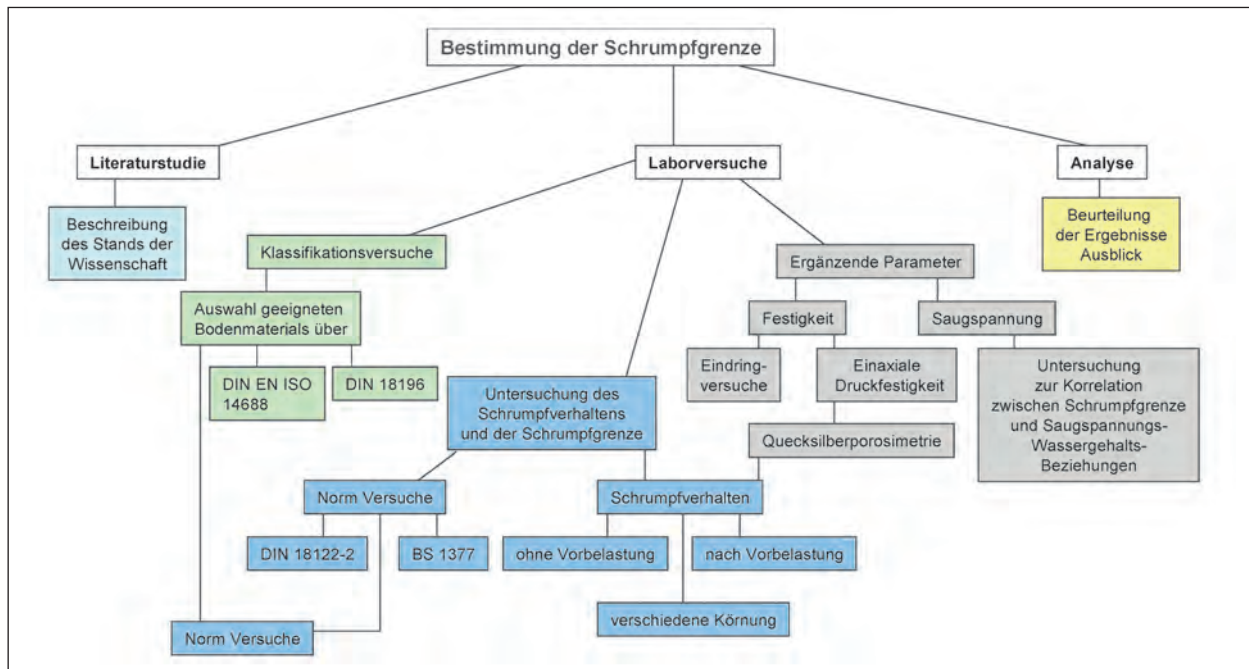 Bestimmung der Schrumpfgrenze
Literaturstudie
Laborversuche
Analyse
Beschreibung
des Stands der
Wissenschaft
Klassifikationsversuche
Auswahl geeigneten
Bodenmaterials über
DIN EN ISO
14688
DIN 18196
Untersuchung des
Schrumpfverhaltens
und der Schrumpfgrenze
Norm Versuche
DIN 18122-2
BS 1377
Norm Versuche
Schrumpfverhalten
ohne Vorbelastung
nach Vorbelastung
verschiedene Körnung
Ergänzende Parameter
Festigkeit
Saugspannung
Eindring-
versuche
Einaxiale
Druckfestigkeit
Quecksilberporosimetrie
Untersuchung
zur Korrelation
zwischen Schrumpfgrenze
und Saugspannungs-
Wassergehalts-
Beziehungen
Beurteilung
der Ergebnisse
Ausblick